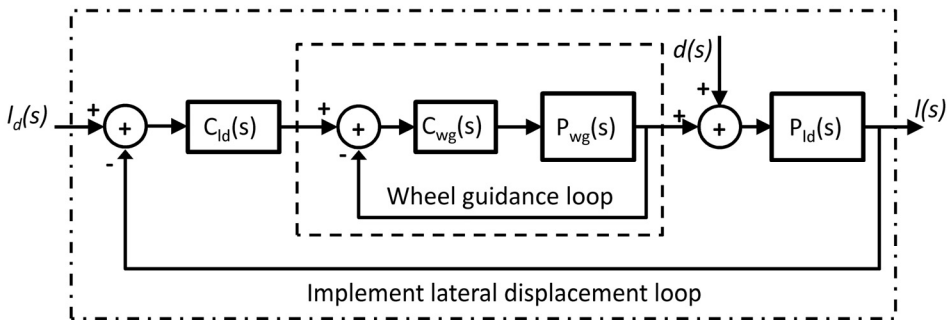 d(s)
l_d(s) + + - C_ld(s) + + - C_wg(s) P_wg(s) + + + P_ld(s) l(s)
Wheel guidance loop
Implement lateral displacement loop